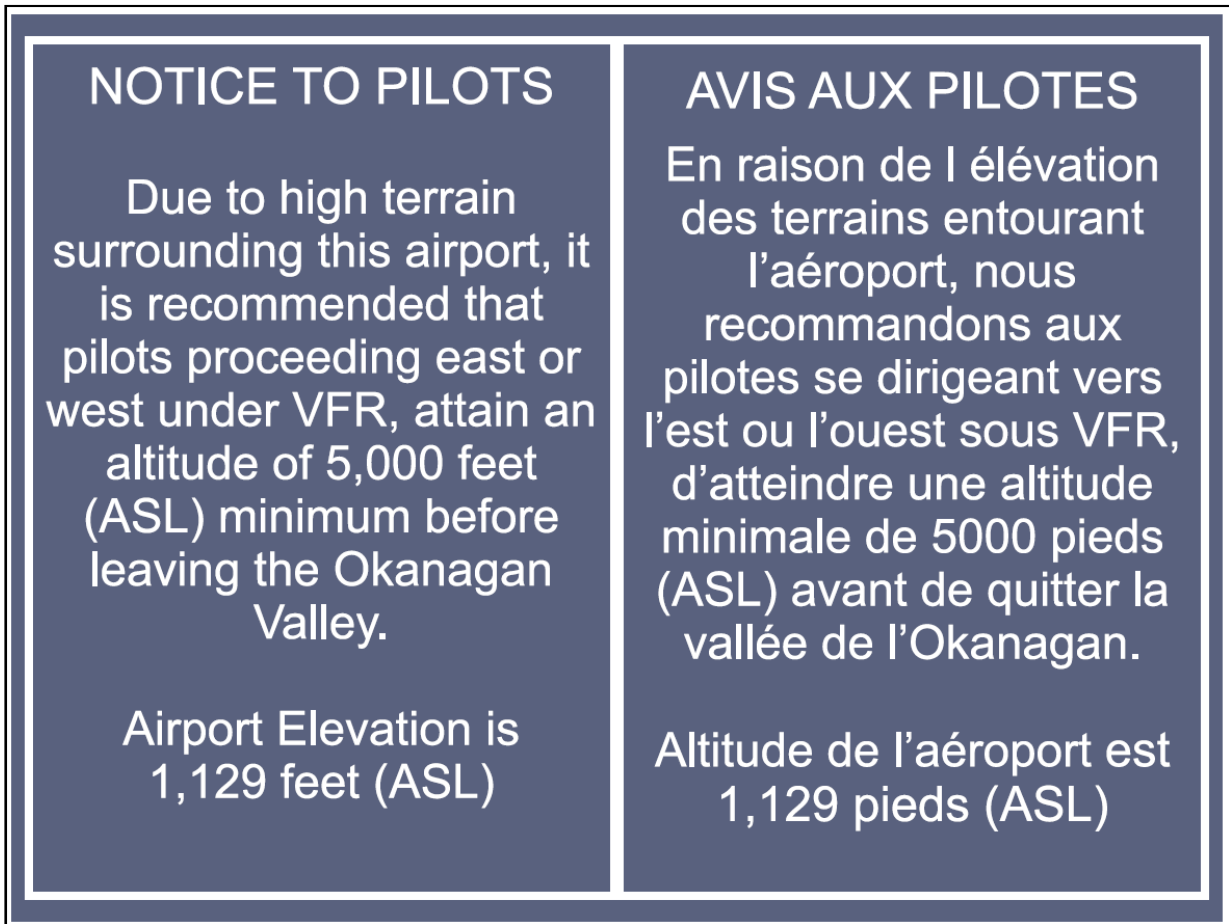 NOTICE TO PILOTS
Due to high terrain
surrounding this airport, it
is recommended that
pilots proceeding east or
west under VFR, attain an
altitude of 5,000 feet
(ASL) minimum before
leaving the Okanagan
Valley.
Airport Elevation is
1,129 feet (ASL)
AVIS AUX PILOTES
En raison de l élévation
des terrains entourant
l’aéroport, nous
recommandons aux
pilotes se dirigeant vers
l’est ou l’ouest sous VFR,
d’atteindre une altitude
minimale de 5000 pieds
(ASL) avant de quitter la
vallée de l’Okanagan.
Altitude de l’aéroport est
1,129 pieds (ASL)